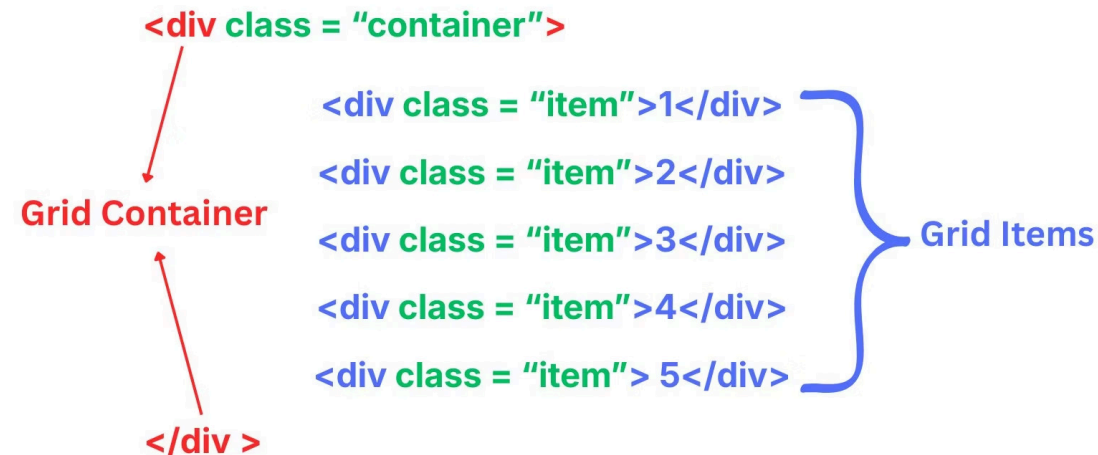 <div class = “container”>
<div class = “item”>1</div>
<div class = “item”>2</div>
Grid Container
<div class = “item”>3</div>
Grid Items
<div class = “item”>4</div>
<div class = “item”> 5</div>
</div >